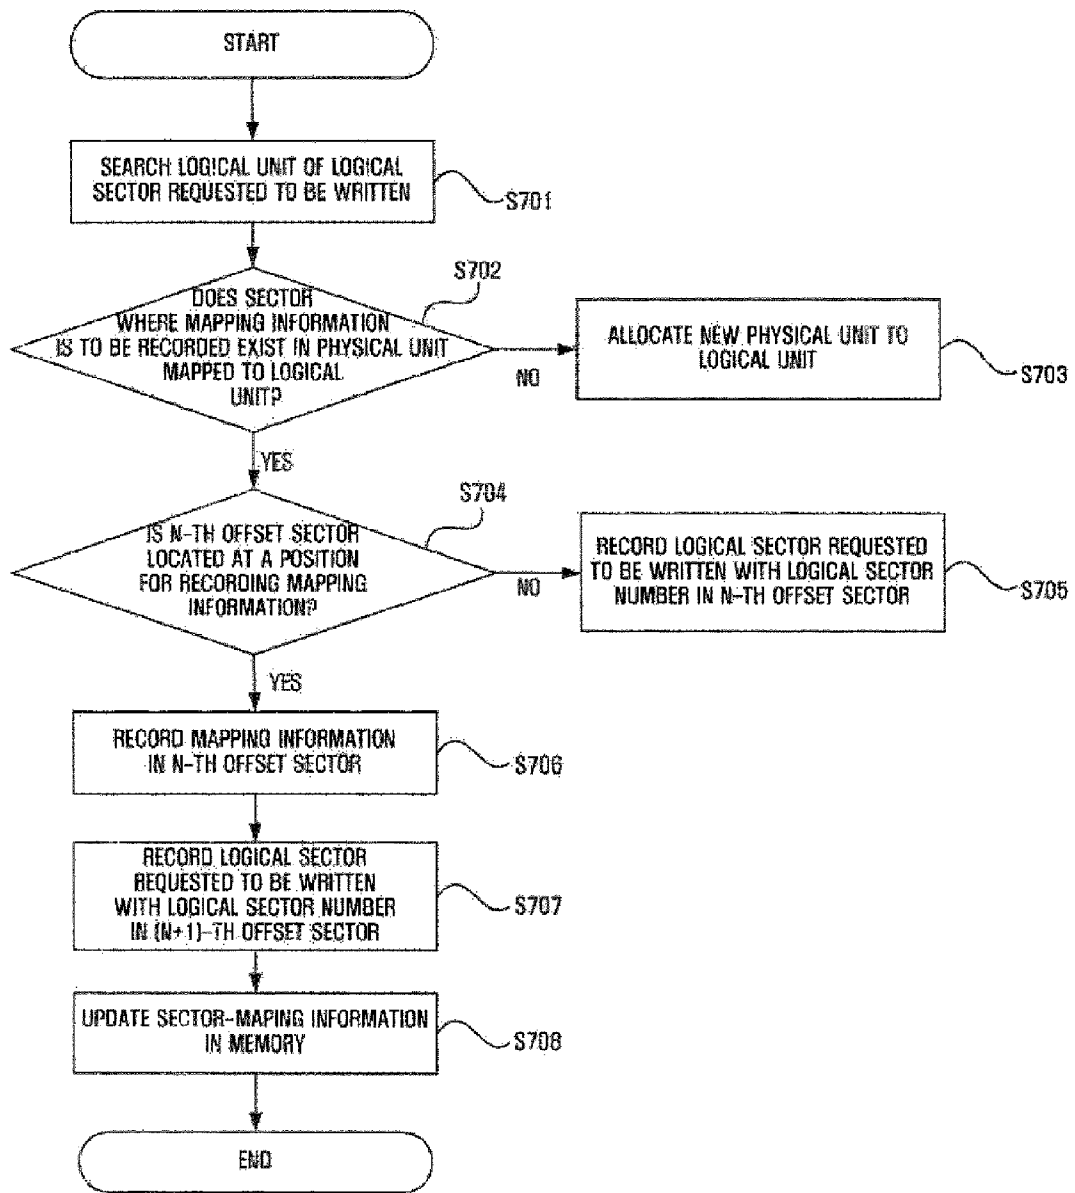 START
SEARCH LOGICAL UNIT OF LOGICAL
SECTOR REQUESTED TO BE WRITTEN
S701
DOES SECTOR
WHERE MAPPING INFORMATION
IS TO BE RECORDED EXIST IN PHYSICAL UNIT
MAPPED TO LOGICAL
UNIT?
S702
NO
ALLOCATE NEW PHYSICAL UNIT TO
LOGICAL UNIT
S703
YES
IS N-TH OFFSET SECTOR
LOCATED AT A POSITION
FOR RECORDING MAPPING
INFORMATION?
S704
NO
RECORD LOGICAL SECTOR REQUESTED
TO BE WRITTEN WITH LOGICAL SECTOR
NUMBER IN N-TH OFFSET SECTOR
S705
YES
RECORD MAPPING INFORMATION
IN N-TH OFFSET SECTOR
S706
RECORD LOGICAL SECTOR
REQUESTED TO BE WRITTEN
WITH LOGICAL SECTOR NUMBER
IN (N+1)-TH OFFSET SECTOR
S707
UPDATE SECTOR-MAPING INFORMATION
IN MEMORY
S708
END